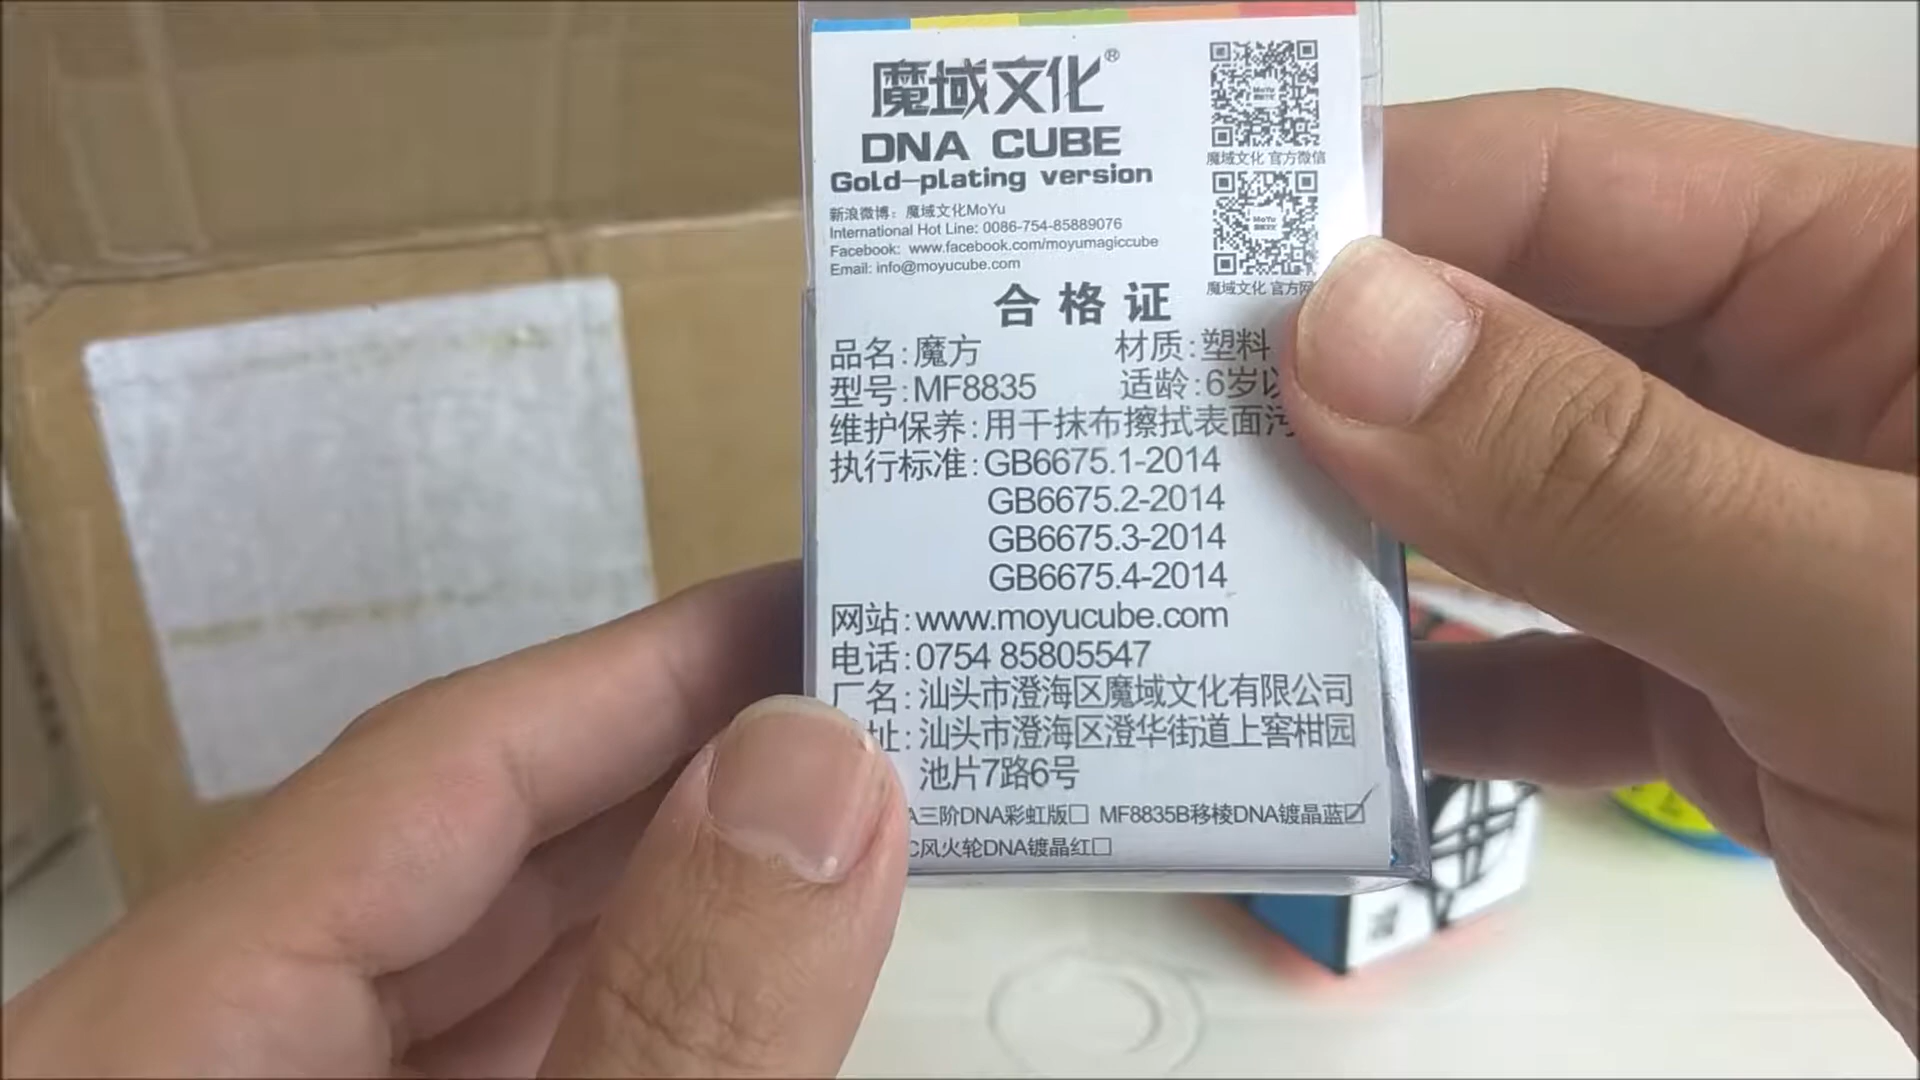 魔域文化®
DNA CUBE
Gold-plating version
新浪微博：魔域文化MoYu
International Hot Line: 0086-754-85889076
Facebook: www.facebook.com/moyumagiccube
Email: info@moyucube.com
MoYu
魔域文化 官方微信
MoYu
魔域文化 官方网
合格证
品名:魔方 材质:塑料
型号:MF8835 适龄:6岁以
维护保养:用干抹布擦拭表面污
执行标准:GB6675.1-2014
GB6675.2-2014
GB6675.3-2014
GB6675.4-2014
网站:www.moyucube.com
电话:0754 85805547
厂名:汕头市澄海区魔域文化有限公司
址:汕头市澄海区澄华街道上窖柑园
池片7路6号
A三阶DNA彩虹版☐ MF8835B移棱DNA镀晶蓝☑
C风火轮DNA镀晶红☐